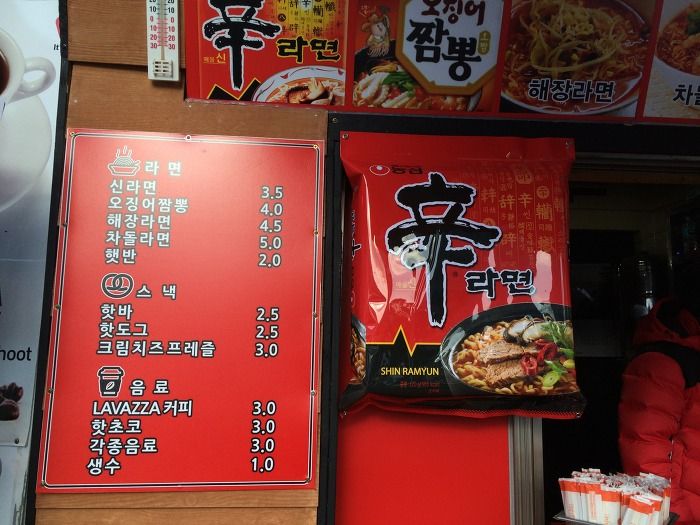 신라면
오징어
짬뽕
해장라면
차돌
라면
신라면 3.5
오징어짬뽕 4.0
해장라면 4.5
차돌라면 5.0
햇반 2.0
스낵
핫바 2.5
핫도그 2.5
크림치즈프레즐 3.0
음료
LAVAZZA 커피 3.0
핫초코 3.0
각종음료 3.0
생수 1.0
농심
辛
라면
SHIN RAMYUN
hoot